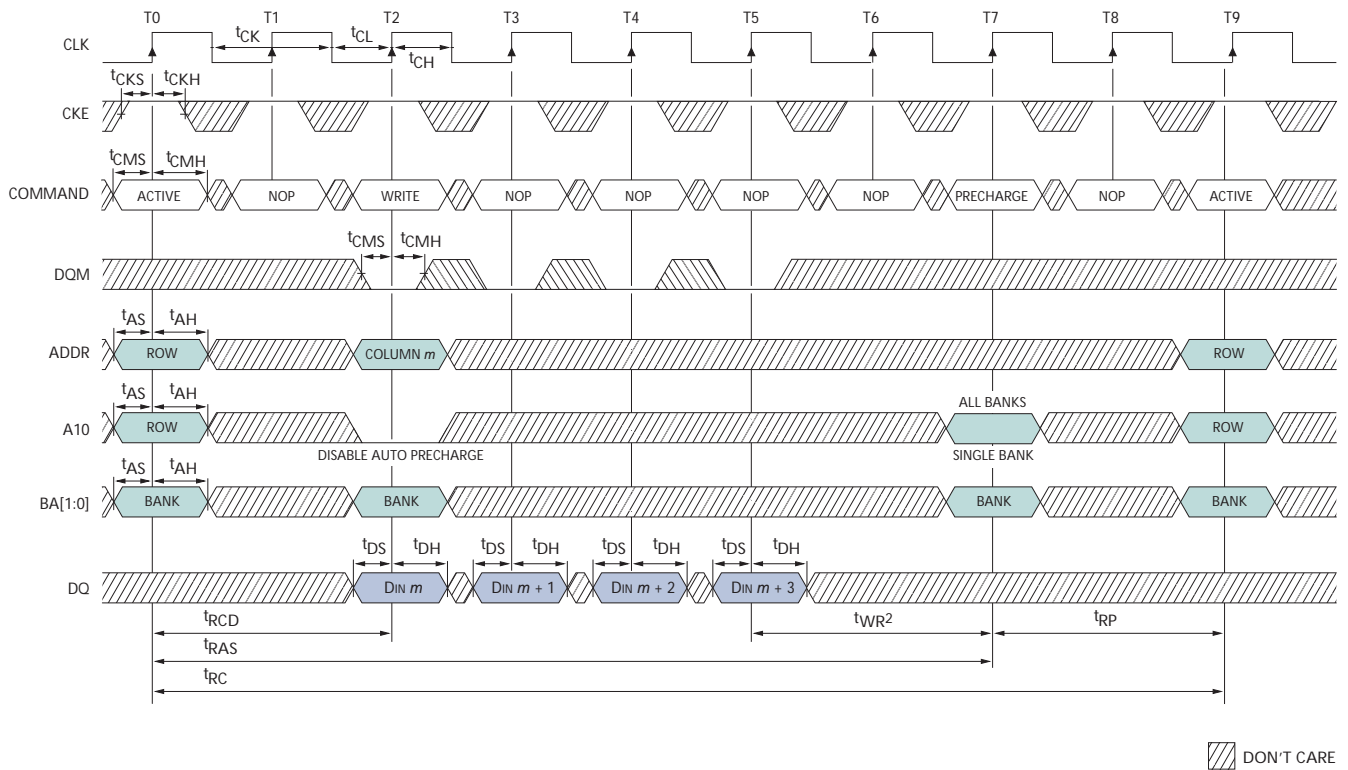 T0 T1 T2 T3 T4 T5 T6 T7 T8 T9
CLK tCK tCL tCH
tCKS tCKH
CKE
tCMS tCMH
COMMAND ACTIVE NOP WRITE NOP NOP NOP NOP PRECHARGE NOP ACTIVE
tCMS tCMH
DQM
tAS tAH
ADDR ROW COLUMN m ROW
tAS tAH ALL BANKS
A10 ROW ROW
DISABLE AUTO PRECHARGE SINGLE BANK
tAS tAH
BA[1:0] BANK BANK BANK BANK
tDS tDH tDS tDH tDS tDH tDS tDH
DQ DIN m DIN m + 1 DIN m + 2 DIN m + 3
tRCD tWR2 tRP
tRAS
tRC
DON'T CARE